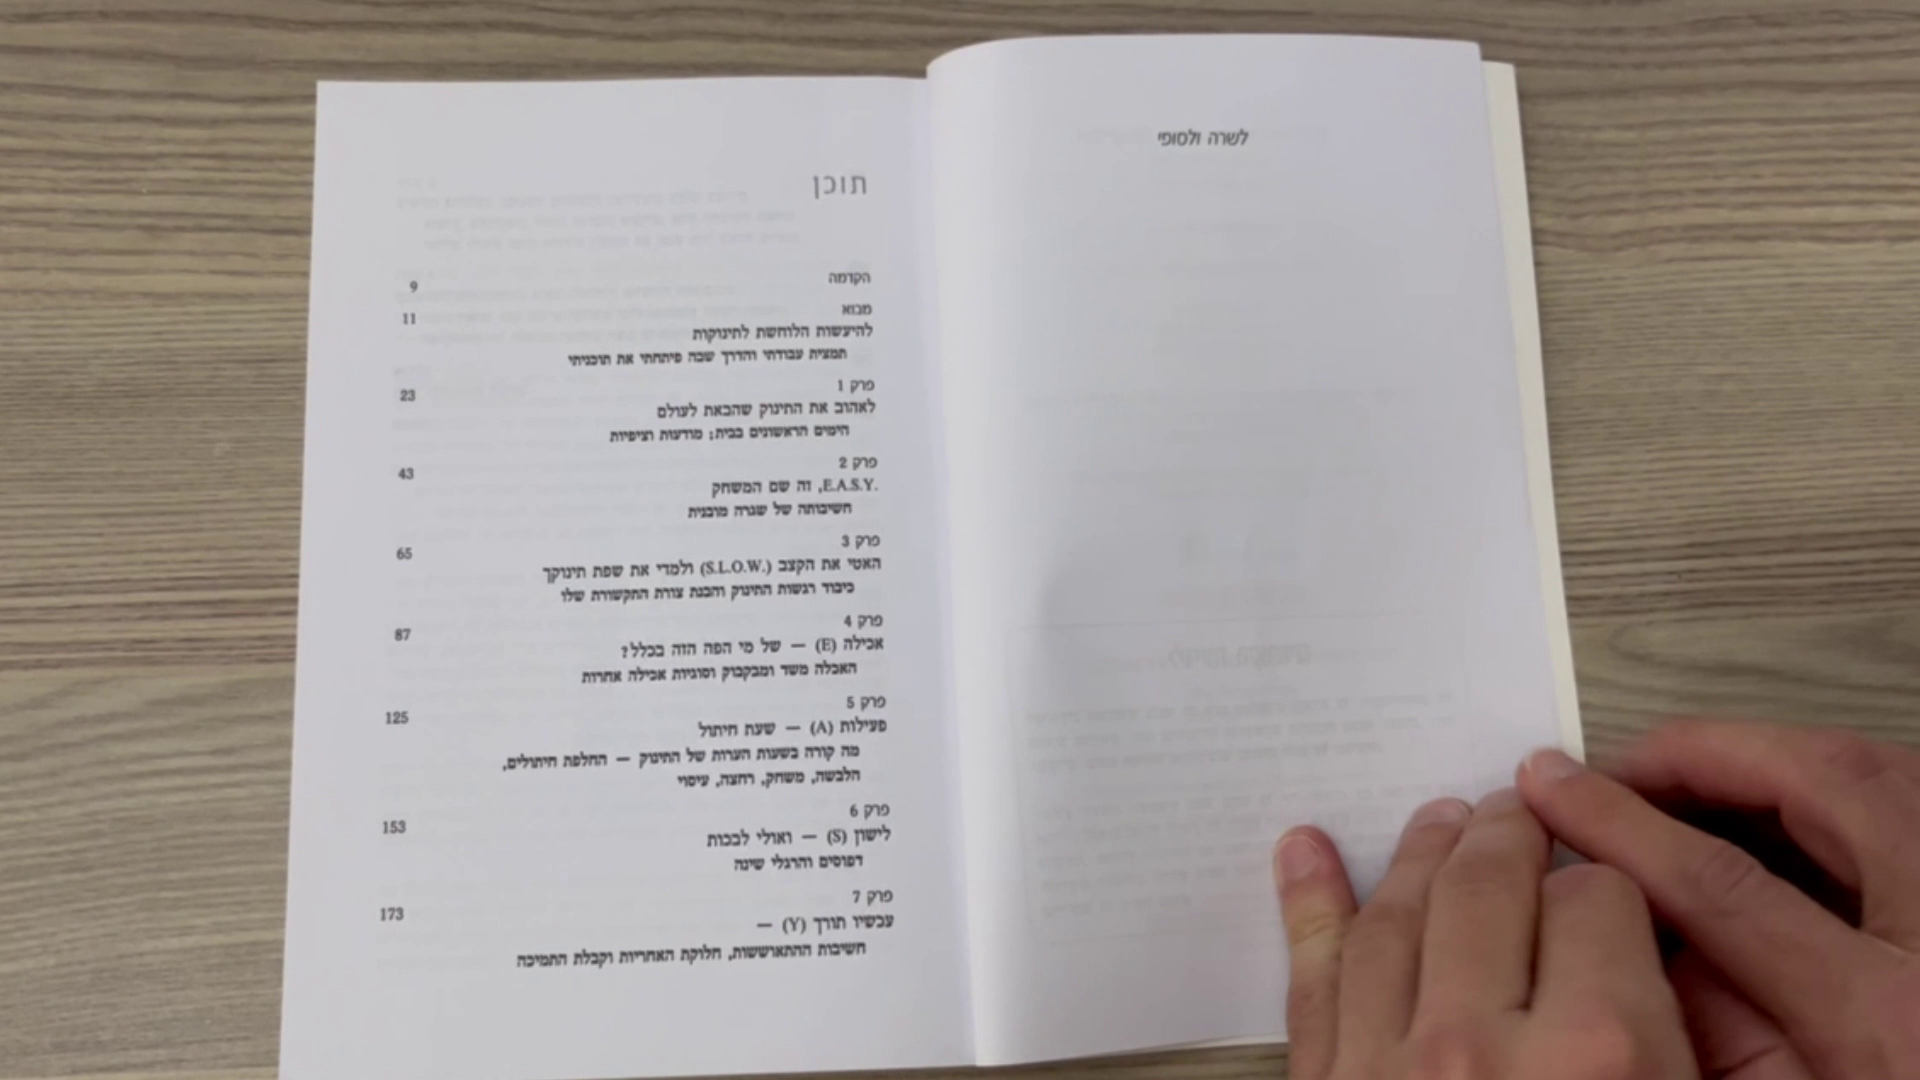 לשרה ולסופי
תוכן
הקדמה 9
מבוא 11
להיעשות הלוחשת לתינוקות
תמצית עבודתי והדרך שבה פיתחתי את תוכניתי
פרק 1 23
לאהוב את התינוק שהבאת לעולם
הימים הראשונים בבית; מודעות וציפיות
פרק 2 43
E.A.S.Y., זה שם המשחק
חשיבותה של שגרה מובנית
פרק 3 65
האטי את הקצב (S.L.O.W.) ולמדי את שפת תינוקך
כיבוד רגשות התינוק והבנת צורת התקשורת שלו
פרק 4 87
אכילה (E) — של מי הפה הזה בכלל?
האכלה משד ומבקבוק וסוגיות אכילה אחרות
פרק 5 125
פעילות (A) — שעת חיתול
מה קורה בשעות הערות של התינוק — החלפת חיתולים,
הלבשה, משחק, רחצה, עיסוי
פרק 6 153
לישון (S) — ואולי לבכות
דפוסים והרגלי שינה
פרק 7 173
עכשיו תורך (Y) —
חשיבות ההתאוששות, חלוקת האחריות וקבלת התמיכה